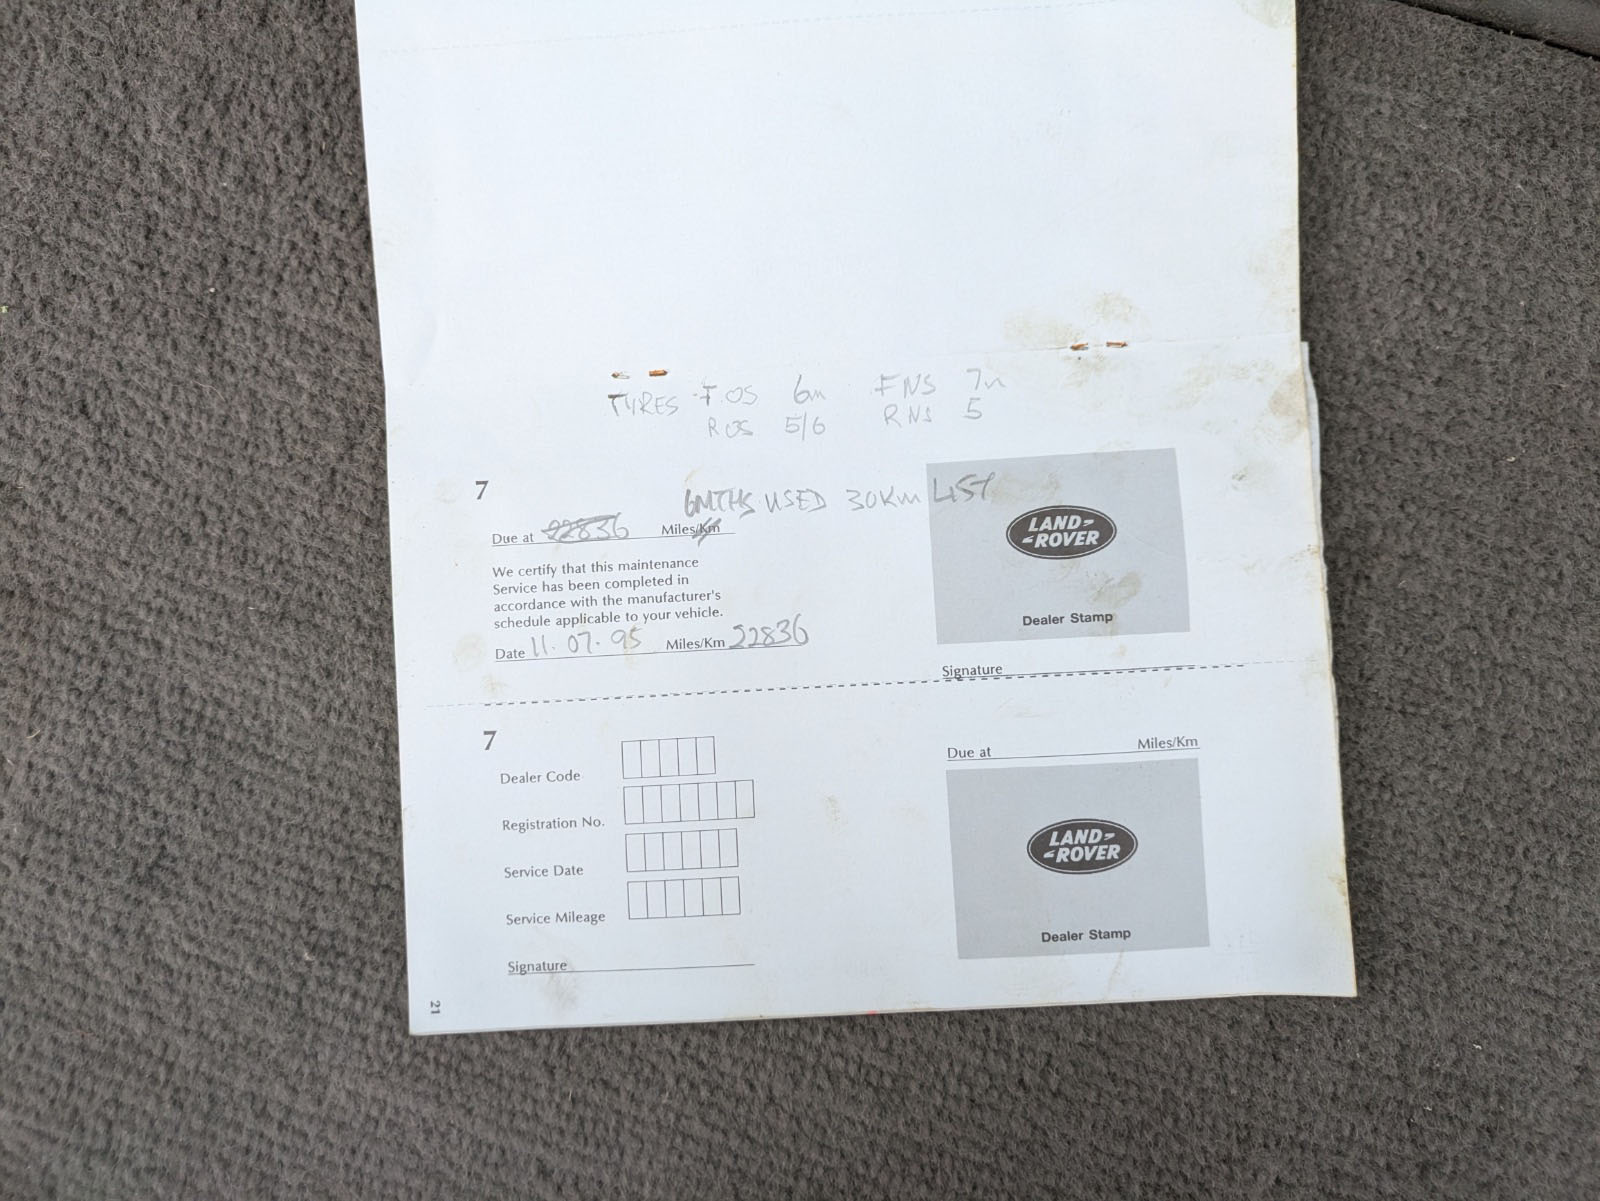 TYRES F.OS 6m FNS 7m
ROS 5/6 RNS 5
7
6MTHS USED 30Km LIST
Due at 22836 Miles/Km
We certify that this maintenance
Service has been completed in
accordance with the manufacturer's
schedule applicable to your vehicle.
Date 11.07.95 Miles/Km 22836
LAND-
-ROVER
Dealer Stamp
Signature
7
Dealer Code
Registration No.
Service Date
Service Mileage
Signature
Due at Miles/Km
LAND-
-ROVER
Dealer Stamp
21